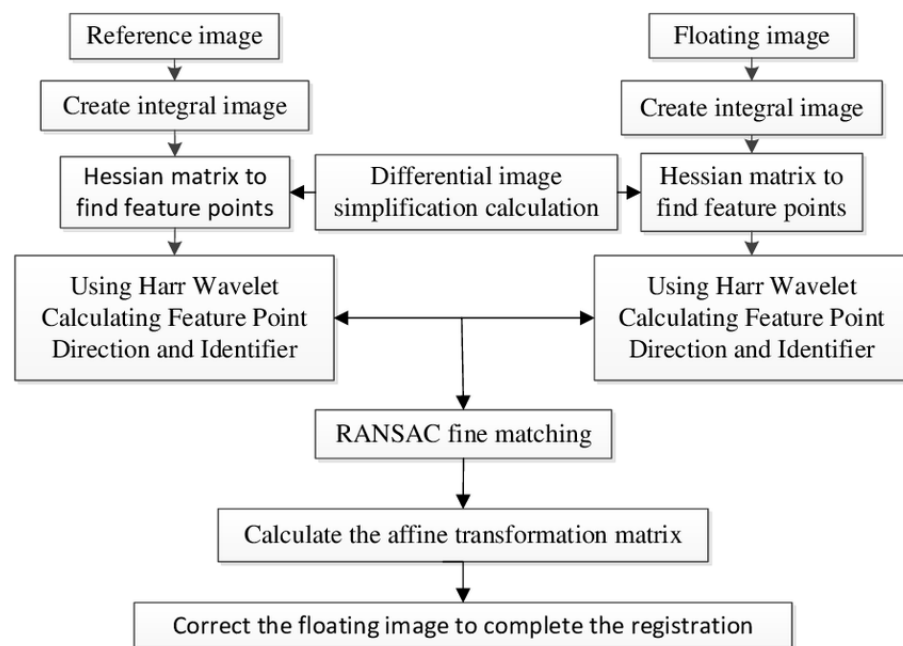 Reference image
Floating image
Create integral image
Create integral image
Hessian matrix to
find feature points
Differential image
simplification calculation
Hessian matrix to
find feature points
Using Harr Wavelet
Calculating Feature Point
Direction and Identifier
Using Harr Wavelet
Calculating Feature Point
Direction and Identifier
RANSAC fine matching
Calculate the affine transformation matrix
Correct the floating image to complete the registration